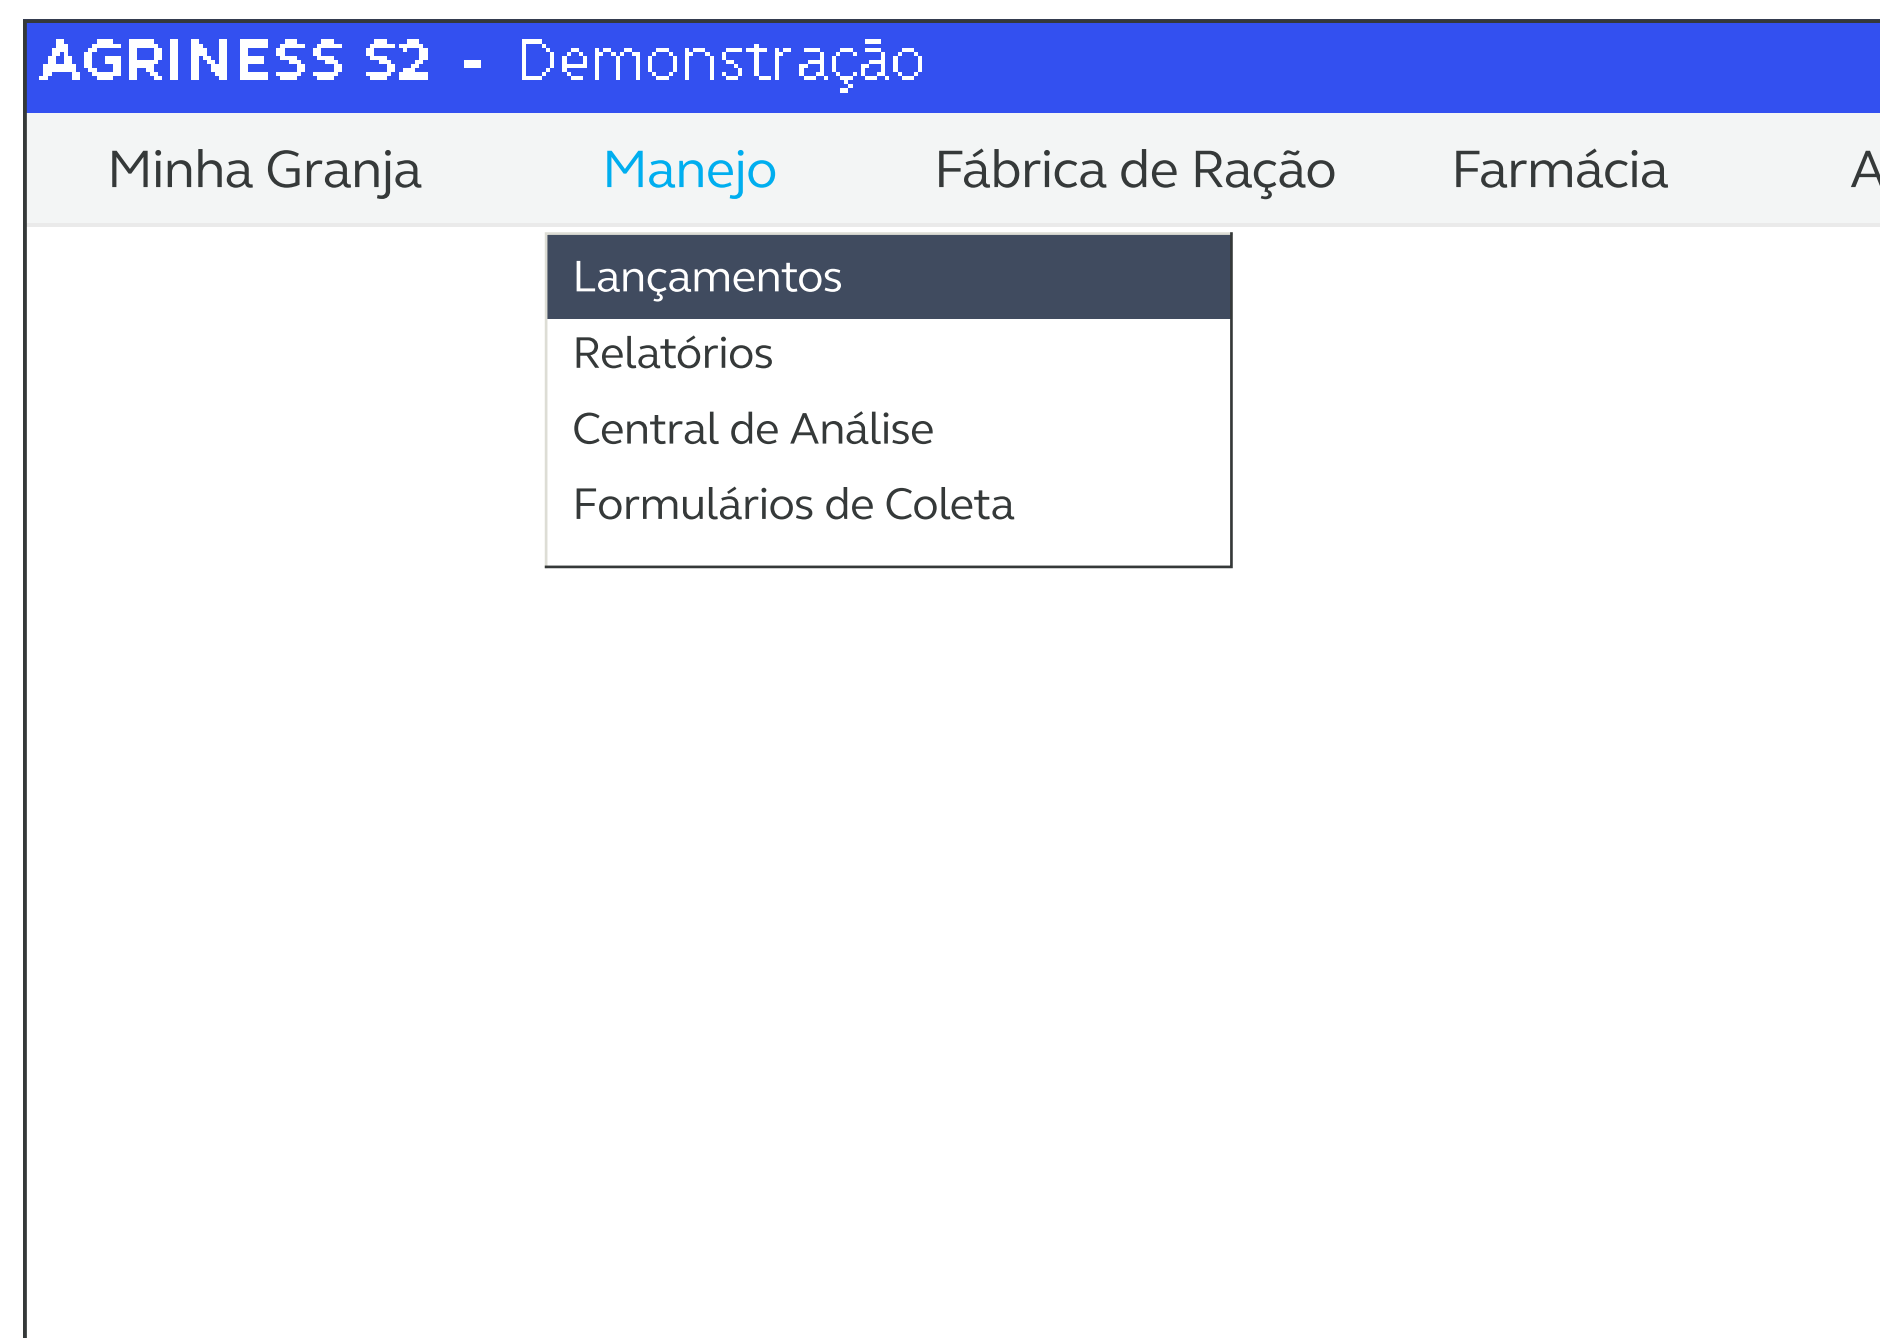 AGRINESS S2 - Demonstração
Minha Granja Manejo Fábrica de Ração Farmácia A
Lançamentos
Relatórios
Central de Análise
Formulários de Coleta